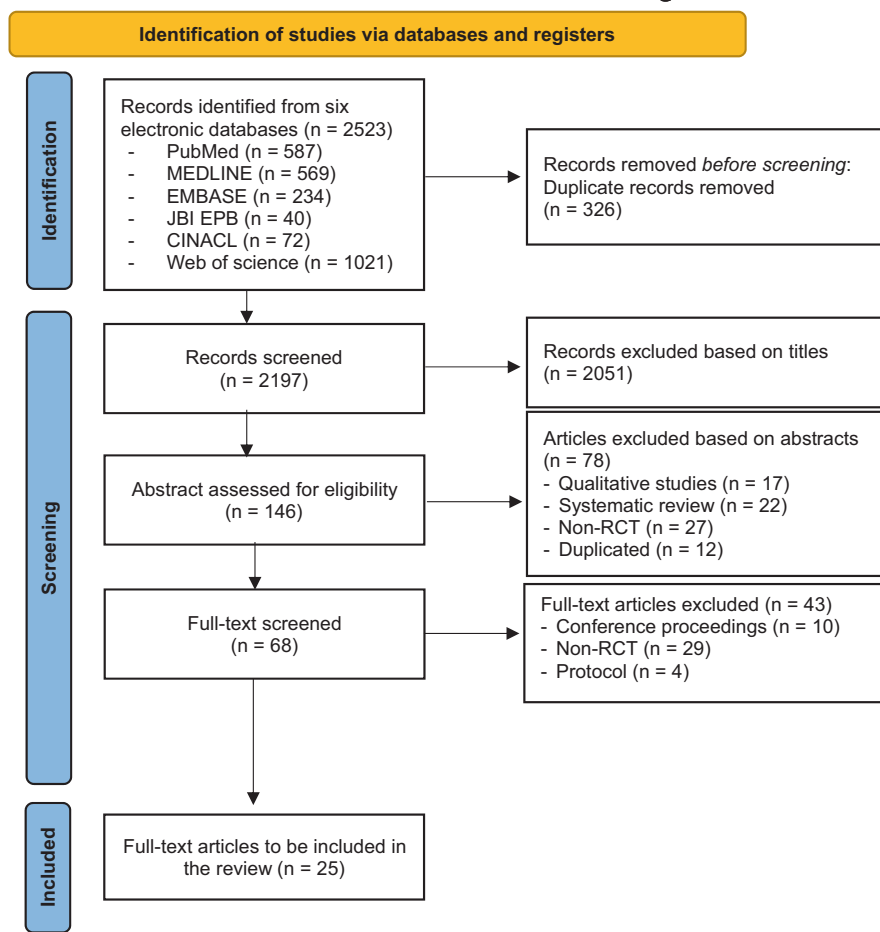 Identification of studies via databases and registers
Identification
Records identified from six
electronic databases (n = 2523)
- PubMed (n = 587)
- MEDLINE (n = 569)
- EMBASE (n = 234)
- JBI EPB (n = 40)
- CINACL (n = 72)
- Web of science (n = 1021)
Records removed before screening:
Duplicate records removed
(n = 326)
Screening
Records screened
(n = 2197)
Records excluded based on titles
(n = 2051)
Abstract assessed for eligibility
(n = 146)
Articles excluded based on abstracts
(n = 78)
- Qualitative studies (n = 17)
- Systematic review (n = 22)
- Non-RCT (n = 27)
- Duplicated (n = 12)
Full-text screened
(n = 68)
Full-text articles excluded (n = 43)
- Conference proceedings (n = 10)
- Non-RCT (n = 29)
- Protocol (n = 4)
Included
Full-text articles to be included in
the review (n = 25)